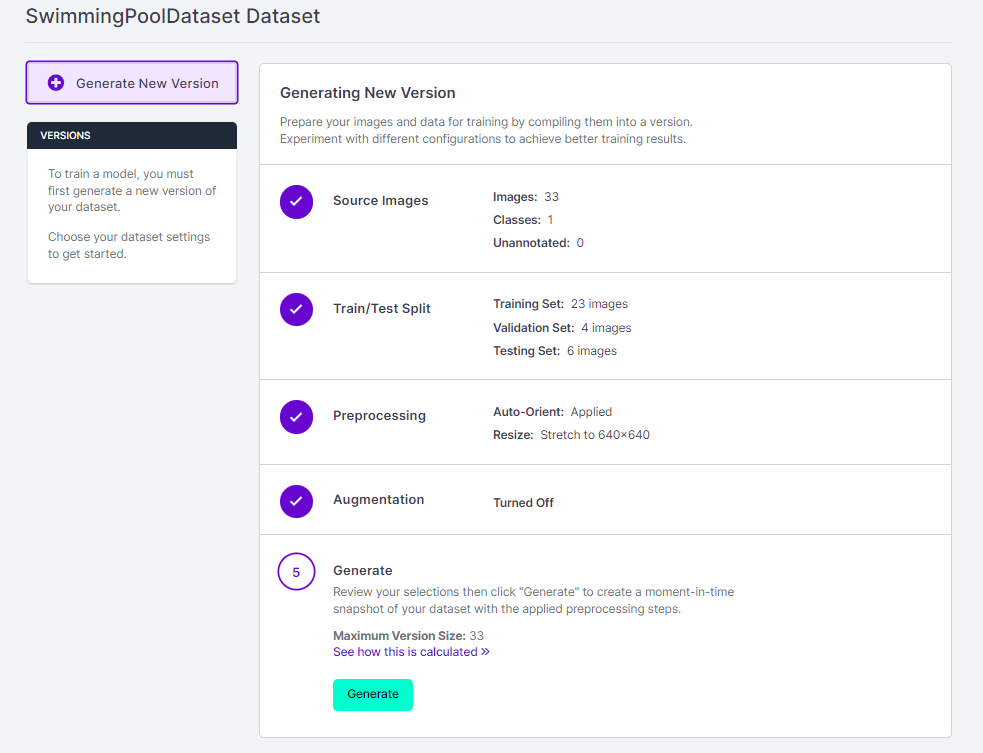 SwimmingPoolDataset Dataset
Generate New Version
VERSIONS
To train a model, you must
first generate a new version of
your dataset.
Choose your dataset settings
to get started.
Generating New Version
Prepare your images and data for training by compiling them into a version.
Experiment with different configurations to achieve better training results.
Source Images
Images: 33
Classes: 1
Unannotated: 0
Train/Test Split
Training Set: 23 images
Validation Set: 4 images
Testing Set: 6 images
Preprocessing
Auto-Orient: Applied
Resize: Stretch to 640×640
Augmentation
Turned Off
5
Generate
Review your selections then click "Generate" to create a moment-in-time
snapshot of your dataset with the applied preprocessing steps.
Maximum Version Size: 33
See how this is calculated »
Generate